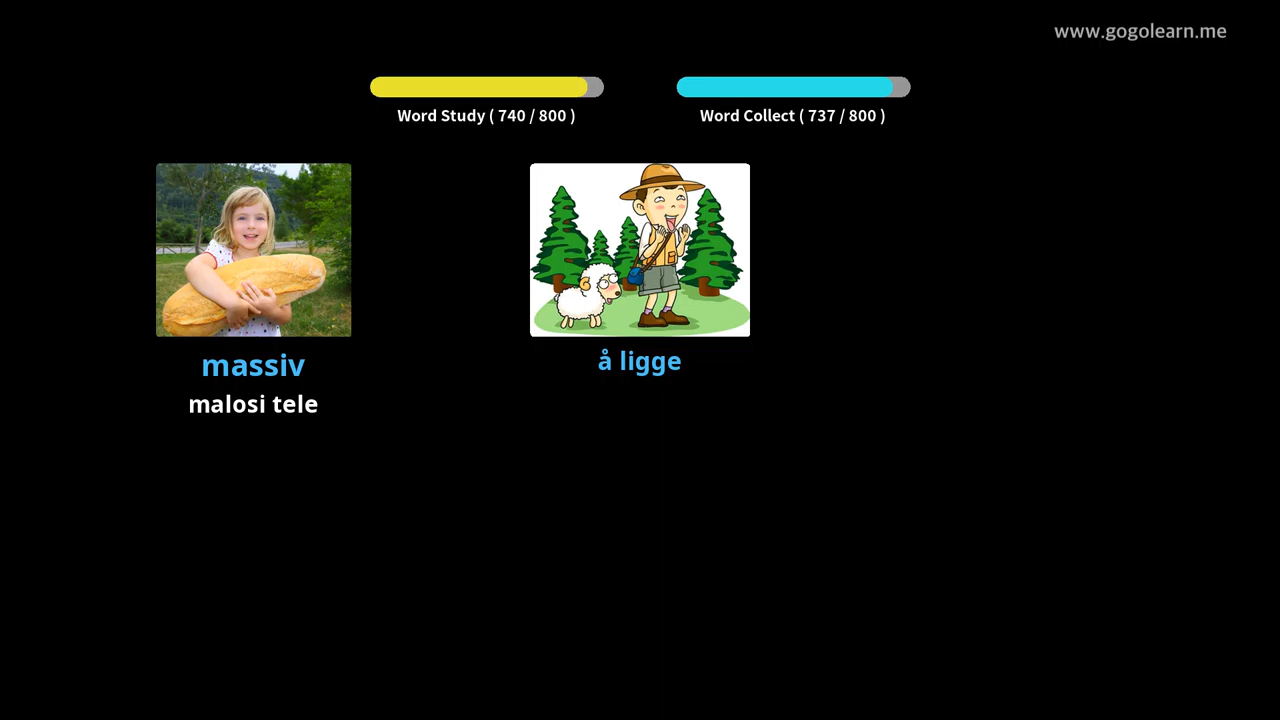 www.gogolearn.me
Word Study ( 740 / 800 )
Word Collect ( 737 / 800 )
massiv
malosi tele
å ligge